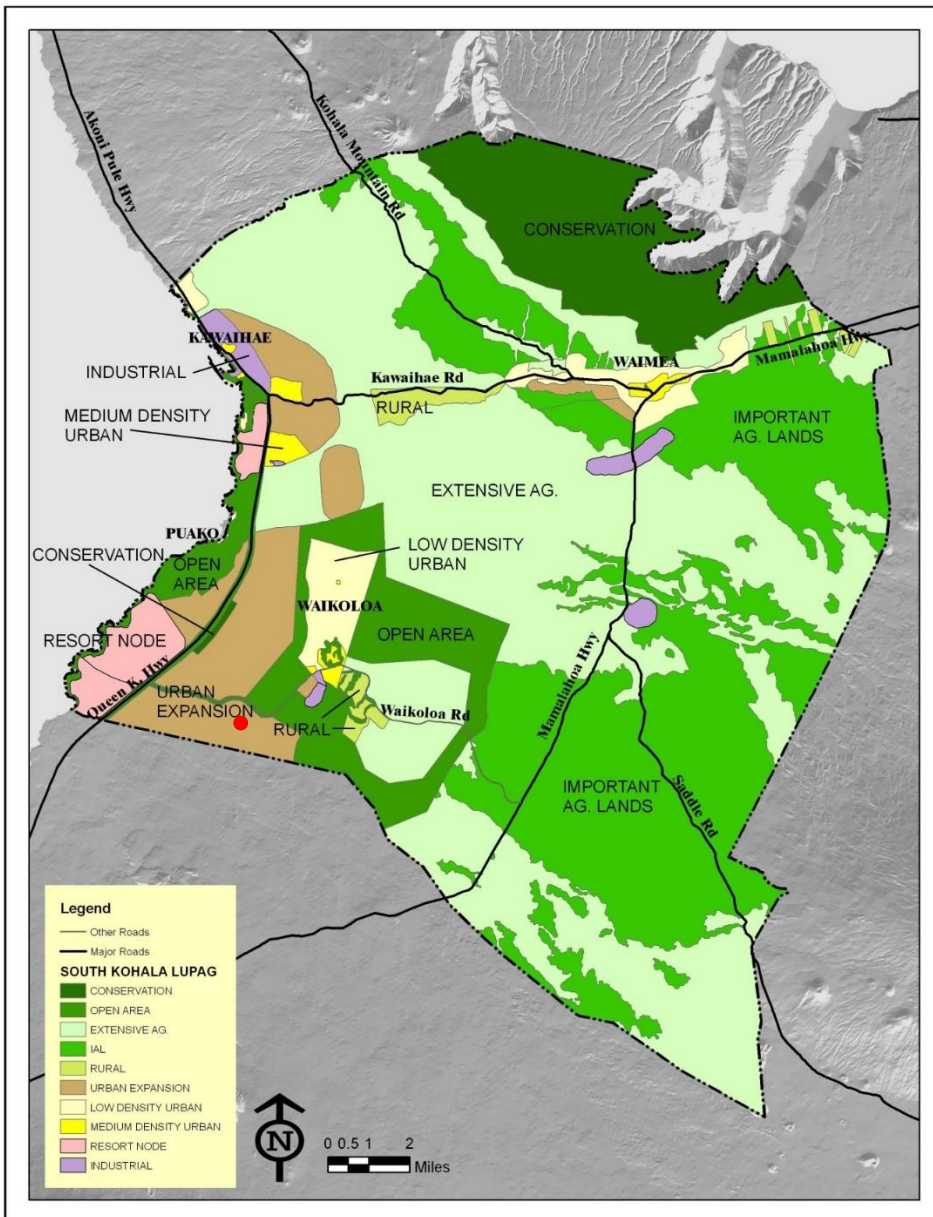 Akoni Pule Hwy
Kohala Mountain Rd
CONSERVATION
KAWAIHAE
INDUSTRIAL
WAIMEA
Mamalahoa Hwy
Kawaihae Rd
RURAL
MEDIUM DENSITY
URBAN
IMPORTANT
AG. LANDS
EXTENSIVE AG.
PUAKO
CONSERVATION
OPEN
AREA
LOW DENSITY
URBAN
WAIKOLOA
OPEN AREA
RESORT NODE
Queen K. Hwy
URBAN
EXPANSION
RURAL
Waikoloa Rd
Mamalahoa Hwy
IMPORTANT
AG. LANDS
Saddle Rd
Legend
Other Roads
Major Roads
SOUTH KOHALA LUPAG
CONSERVATION
OPEN AREA
EXTENSIVE AG.
IAL
RURAL
URBAN EXPANSION
LOW DENSITY URBAN
MEDIUM DENSITY URBAN
RESORT NODE
INDUSTRIAL
N
0 0.5 1 2
Miles